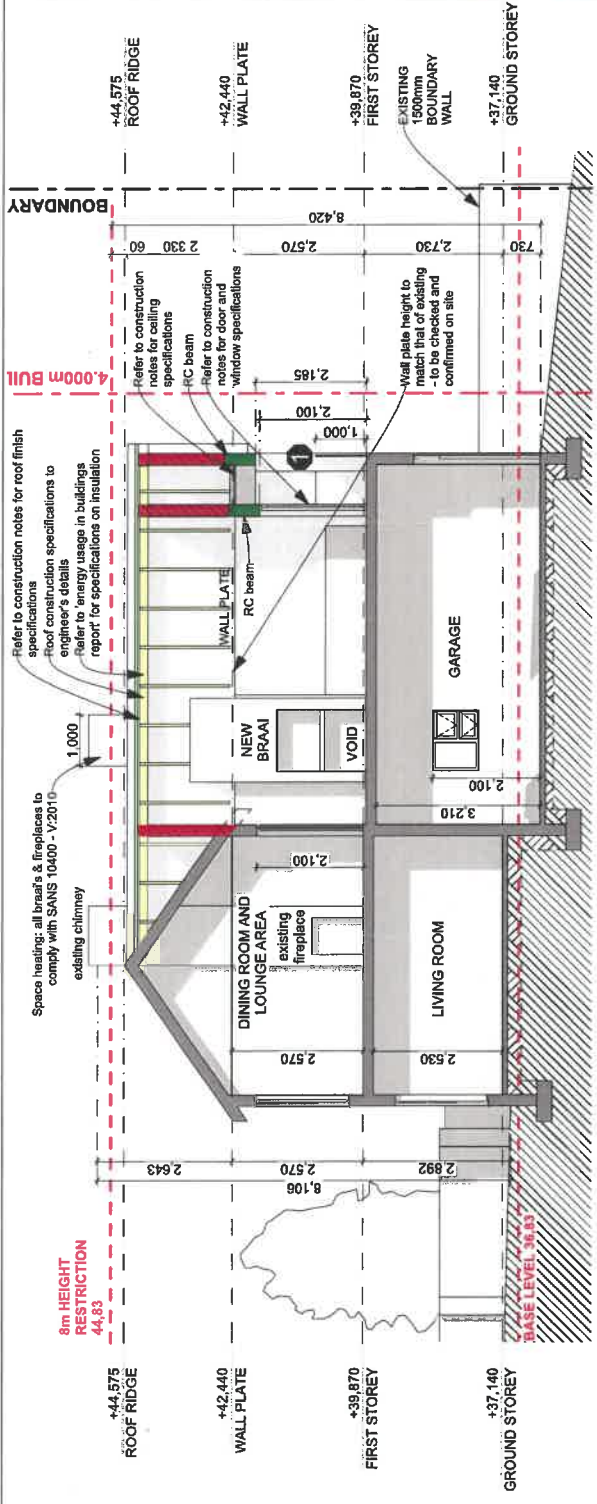 Refer to construction notes for roof finish
specifications
Roof construction specifications to
engineer's details
Refer to 'energy usage in buildings
report' for specifications on insulation
Space heating: all braai's & fireplaces to
comply with SANS 10400 - V:2010
existing chimney
1.000
8m HEIGHT
RESTRICTION
44,83
+44,575
ROOF RIDGE
+42,440
WALL PLATE
+39,870
FIRST STOREY
+37,140
GROUND STOREY
2,643
2,570
2,892
8,106
BASE LEVEL 36,83
DINING ROOM AND
LOUNGE AREA
existing
fireplace
2,570
2,100
LIVING ROOM
2,530
NEW
BRAAI
VOID
WALL PLATE
RC beam
GARAGE
2,100
3,210
Refer to construction
notes for ceiling
specifications
RC beam
Refer to construction
notes for door and
window specifications
1
1,000
2,100
2,185
Wall plate height to
match that of existing
- to be checked and
confirmed on site
4.000m BUIL
BOUNDARY
60
2 330
2,570
2,730
730
8,420
+44,575
ROOF RIDGE
+42,440
WALL PLATE
+39,870
FIRST STOREY
EXISTING
1500mm
BOUNDARY
WALL
+37,140
GROUND STOREY